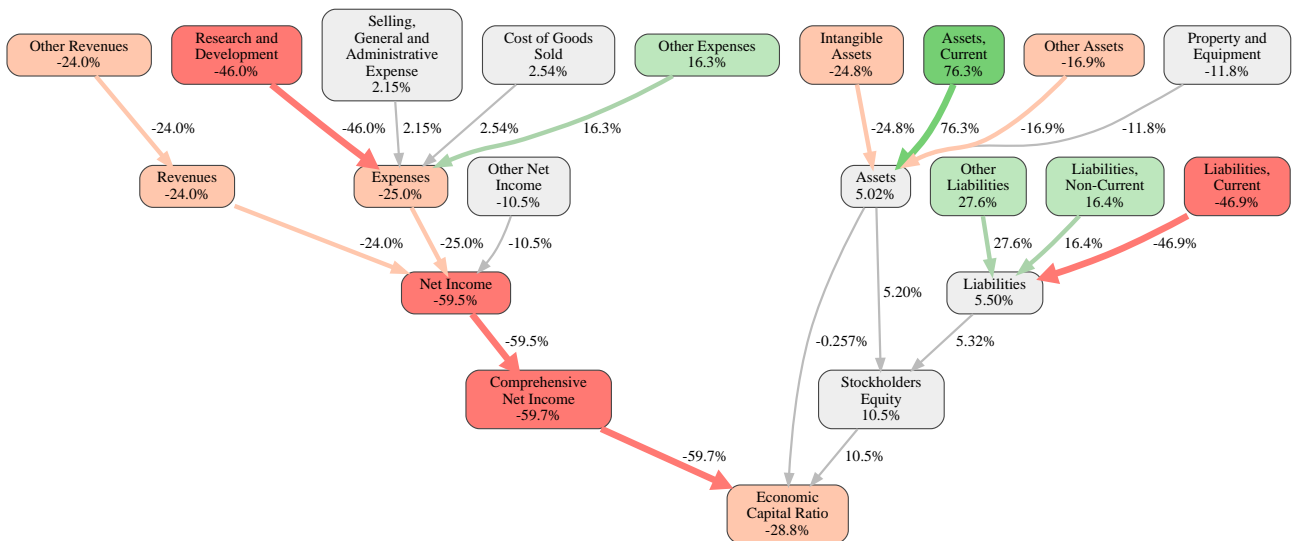 Other Revenues
-24.0%
Research and
Development
-46.0%
Selling,
General and
Administrative
Expense
2.15%
Cost of Goods
Sold
2.54%
Other Expenses
16.3%
Intangible
Assets
-24.8%
Assets,
Current
76.3%
Other Assets
-16.9%
Property and
Equipment
-11.8%
-24.0%
-46.0%
2.15%
2.54%
16.3%
-24.8%
76.3%
-16.9%
-11.8%
Revenues
-24.0%
Expenses
-25.0%
Other Net
Income
-10.5%
Assets
5.02%
Other
Liabilities
27.6%
Liabilities,
Non-Current
16.4%
Liabilities,
Current
-46.9%
-24.0%
-25.0%
-10.5%
27.6%
16.4%
-46.9%
Net Income
-59.5%
Liabilities
5.50%
5.20%
-59.5%
-0.257%
5.32%
Comprehensive
Net Income
-59.7%
Stockholders
Equity
10.5%
-59.7%
10.5%
Economic
Capital Ratio
-28.8%